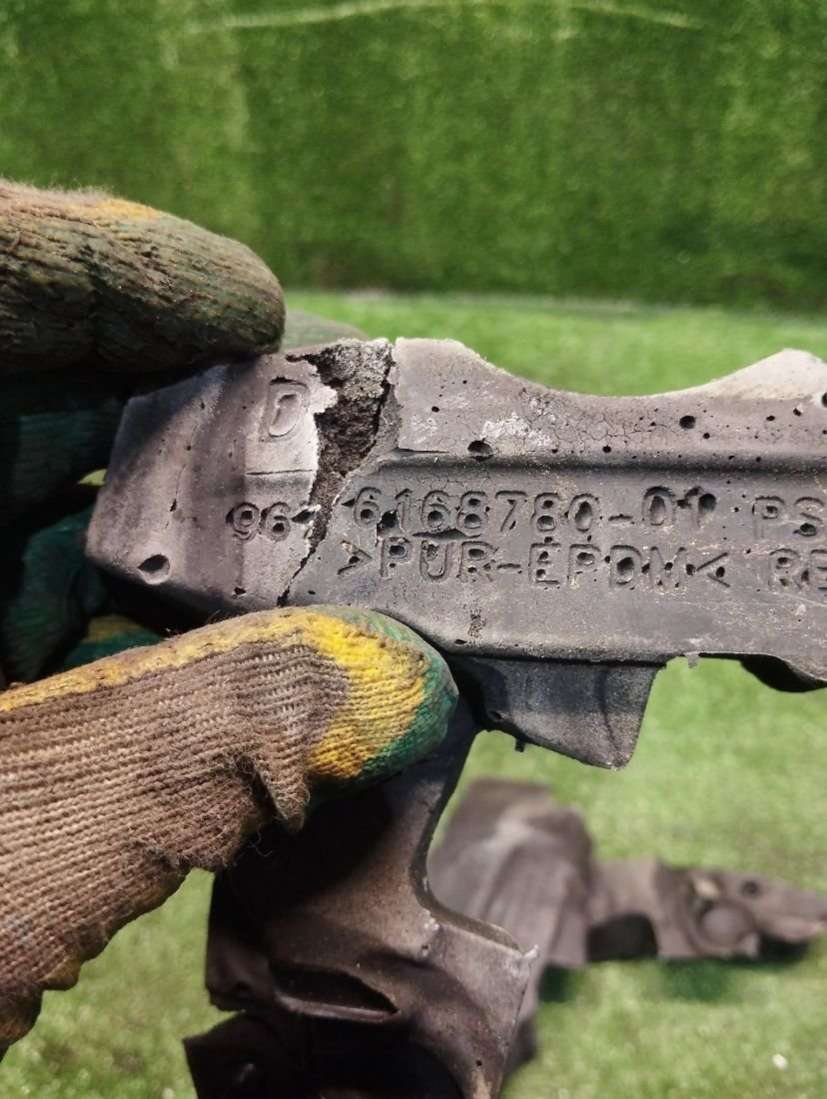 D
96 6168780-01 PS
>PUR-EPDM< RE